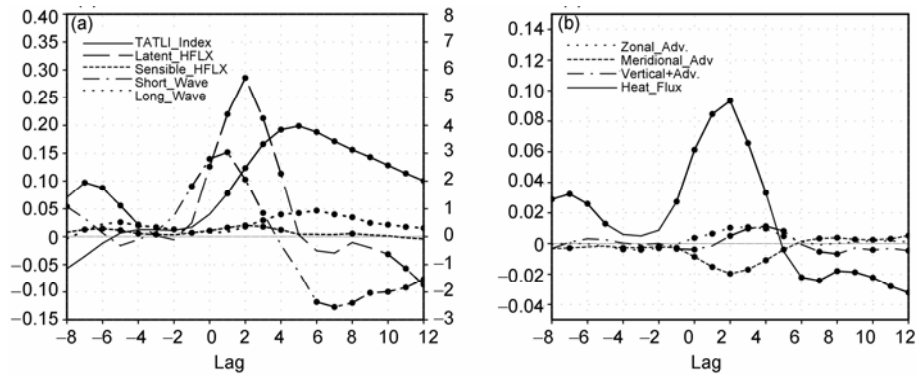 (a)
0.40
0.35
0.30
0.25
0.20
0.15
0.10
0.05
0
−0.05
−0.10
0.15
8
7
6
5
4
3
2
1
0
−1
2
−3
TATLI_Index
Latent_HFLX
Sensible_HFLX
Short_Wave
Long_Wave
−8 −6 −4 −2 0 2 4 6 8 10 12
Lag
(b)
0.14
0.12
0.10
0.08
0.06
0.04
0.02
0
−0.02
−0.04
Zonal_Adv.
Meridional_Adv
Vertical+Adv.
Heat_Flux
−8 −6 −4 −2 0 2 4 6 8 10 12
Lag